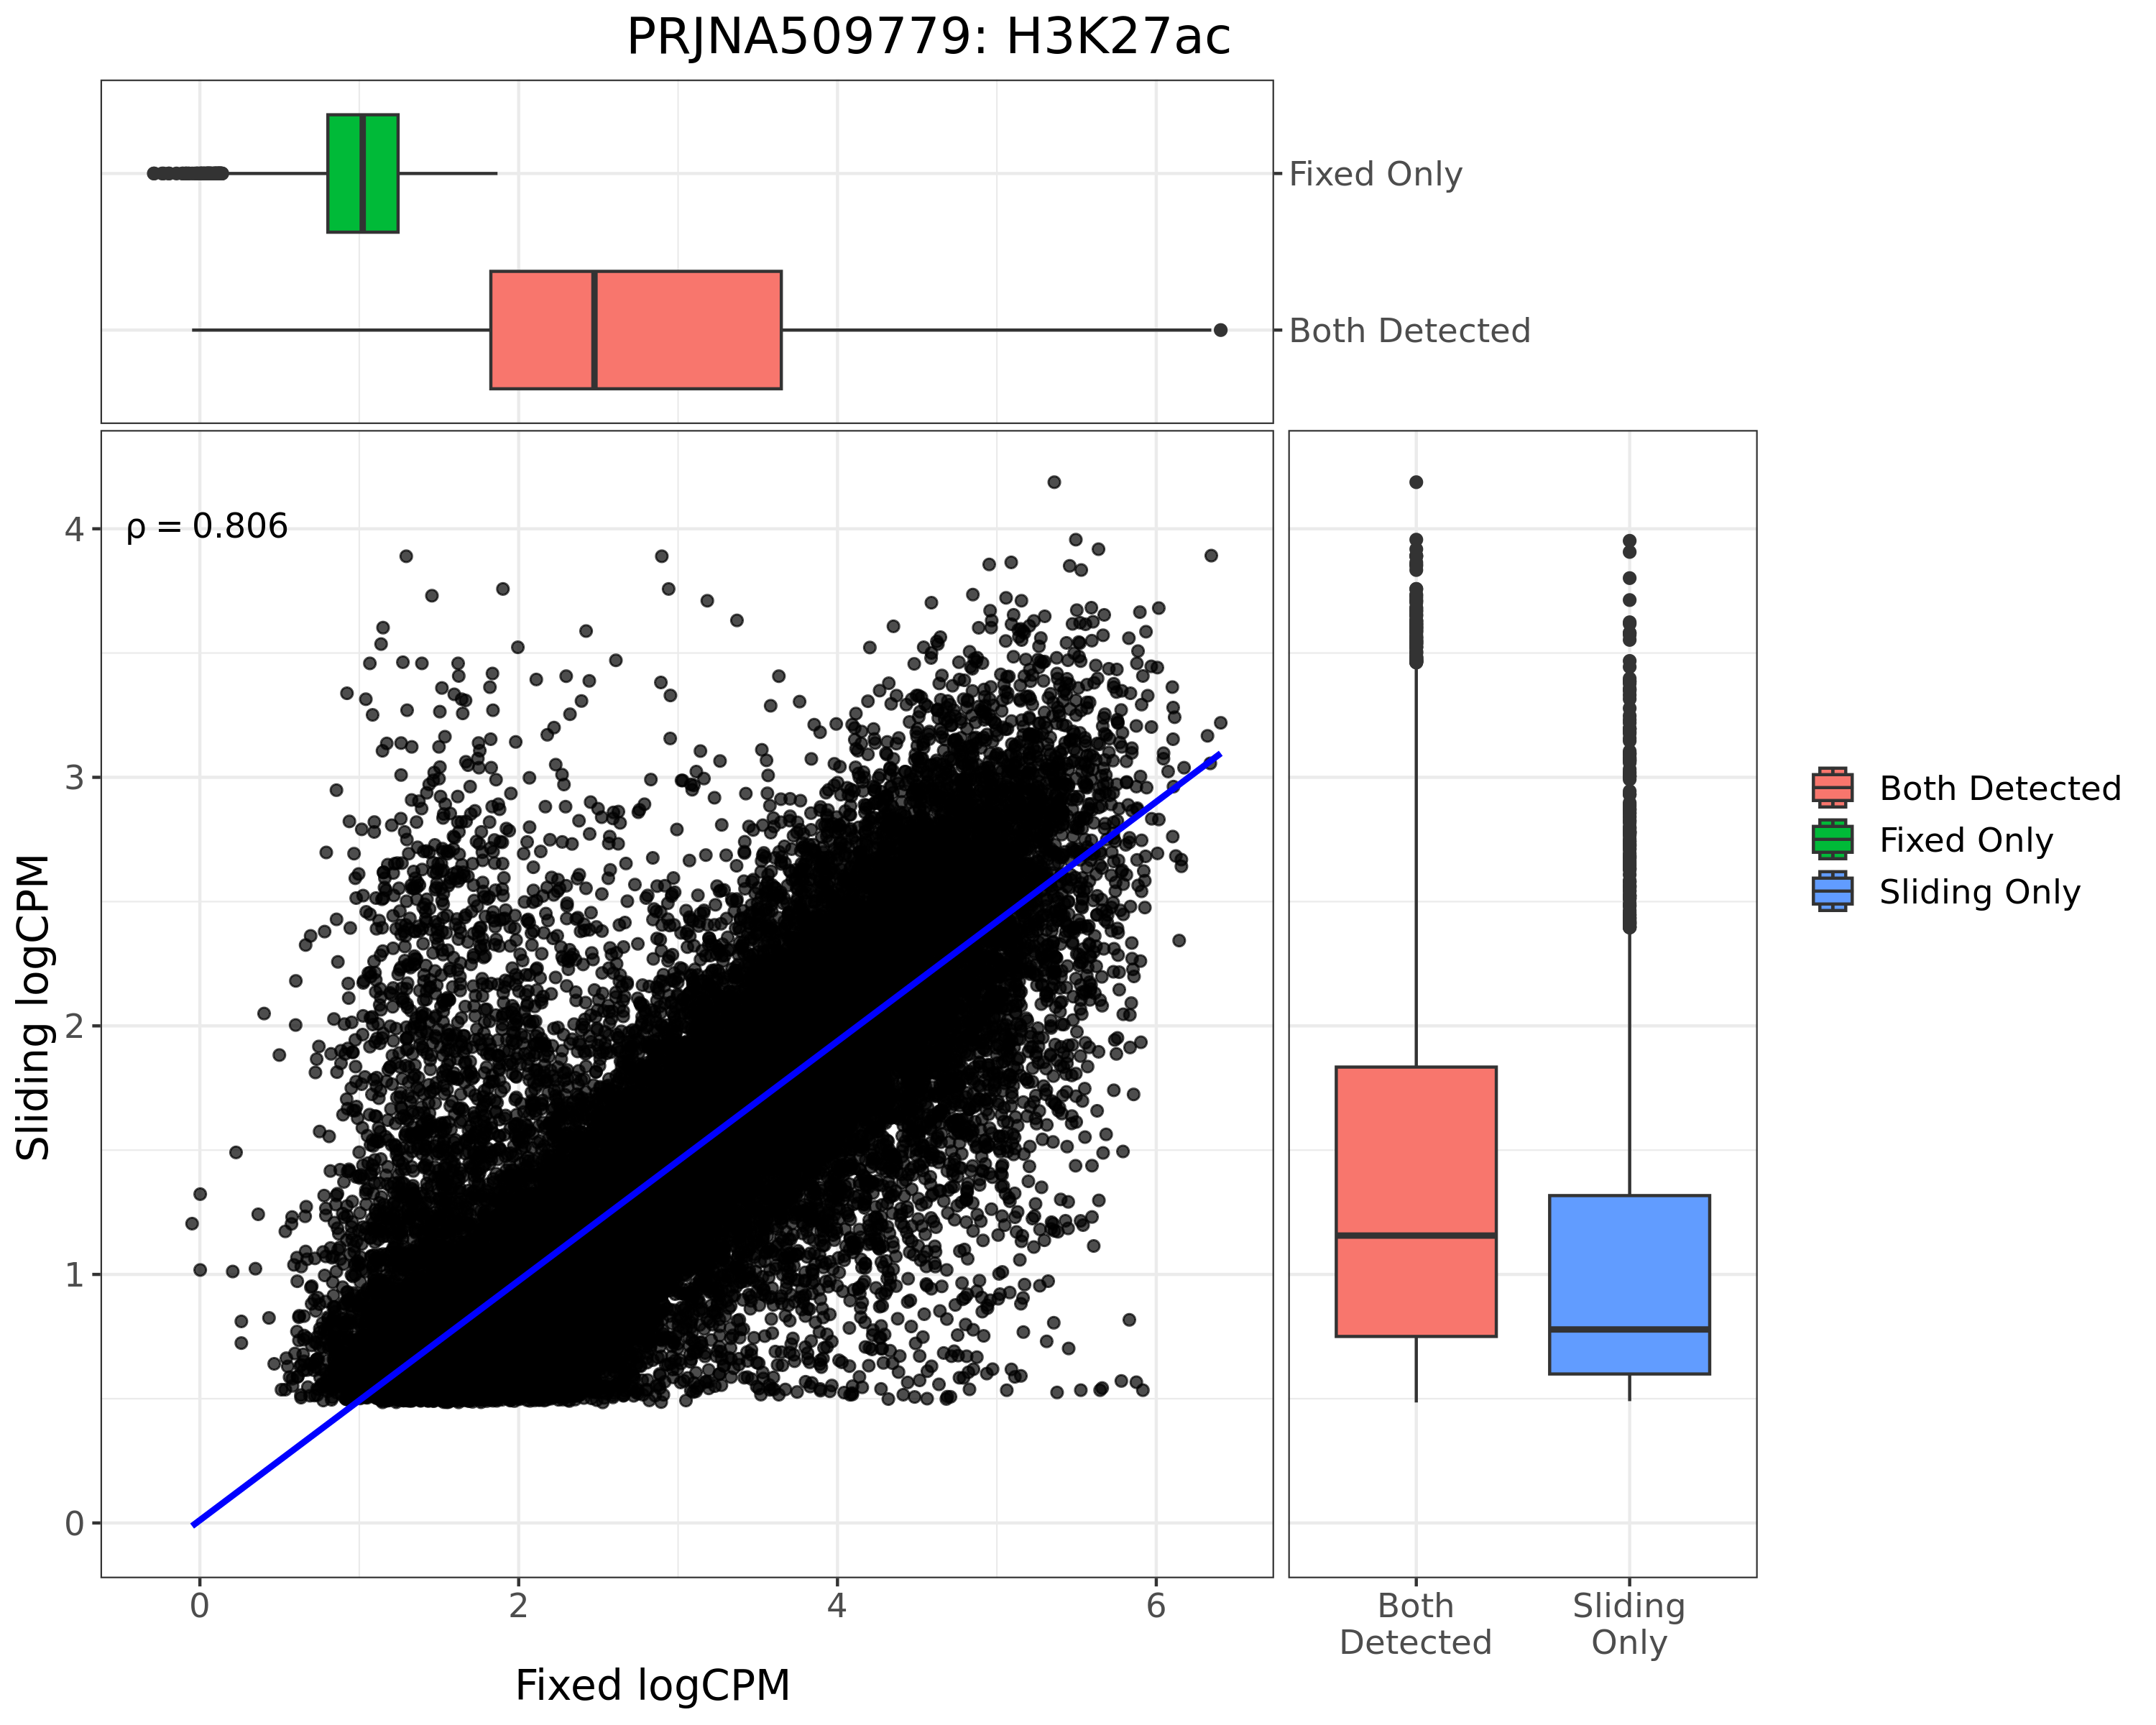 PRJNA509779: H3K27ac
Fixed Only
Both Detected
ρ = 0.806
4
3
2
1
0
Sliding logCPM
0
2
4
6
Fixed logCPM
Both
Detected
Sliding
Only
Both Detected
Fixed Only
Sliding Only